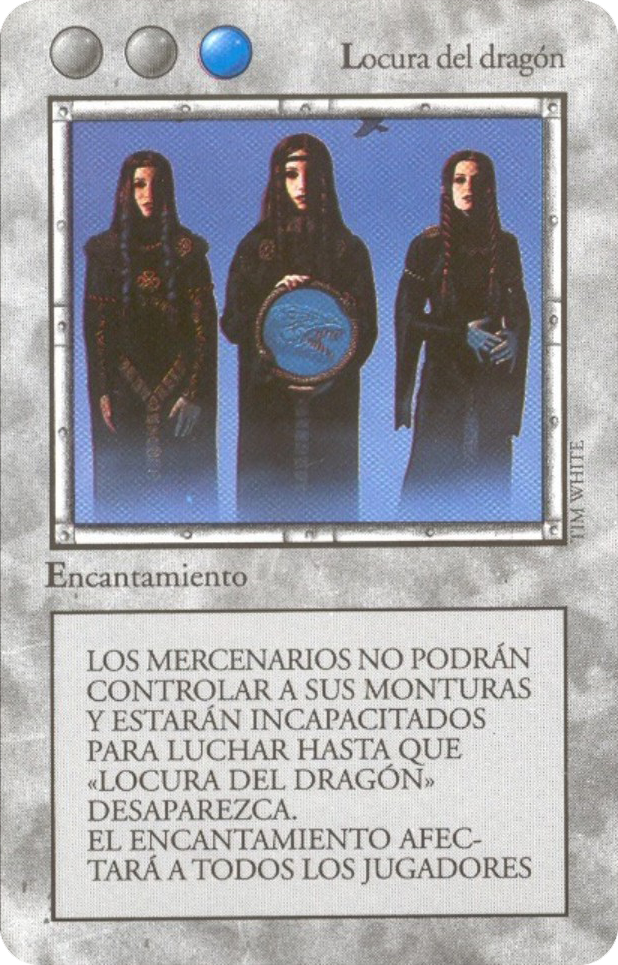 Locura del dragón
TIM WHITE
Encantamiento
LOS MERCENARIOS NO PODRÁN
CONTROLAR A SUS MONTURAS
Y ESTARÁN INCAPACITADOS
PARA LUCHAR HASTA QUE
«LOCURA DEL DRAGÓN»
DESAPAREZCA.
EL ENCANTAMIENTO AFEC-
TARÁ A TODOS LOS JUGADORES